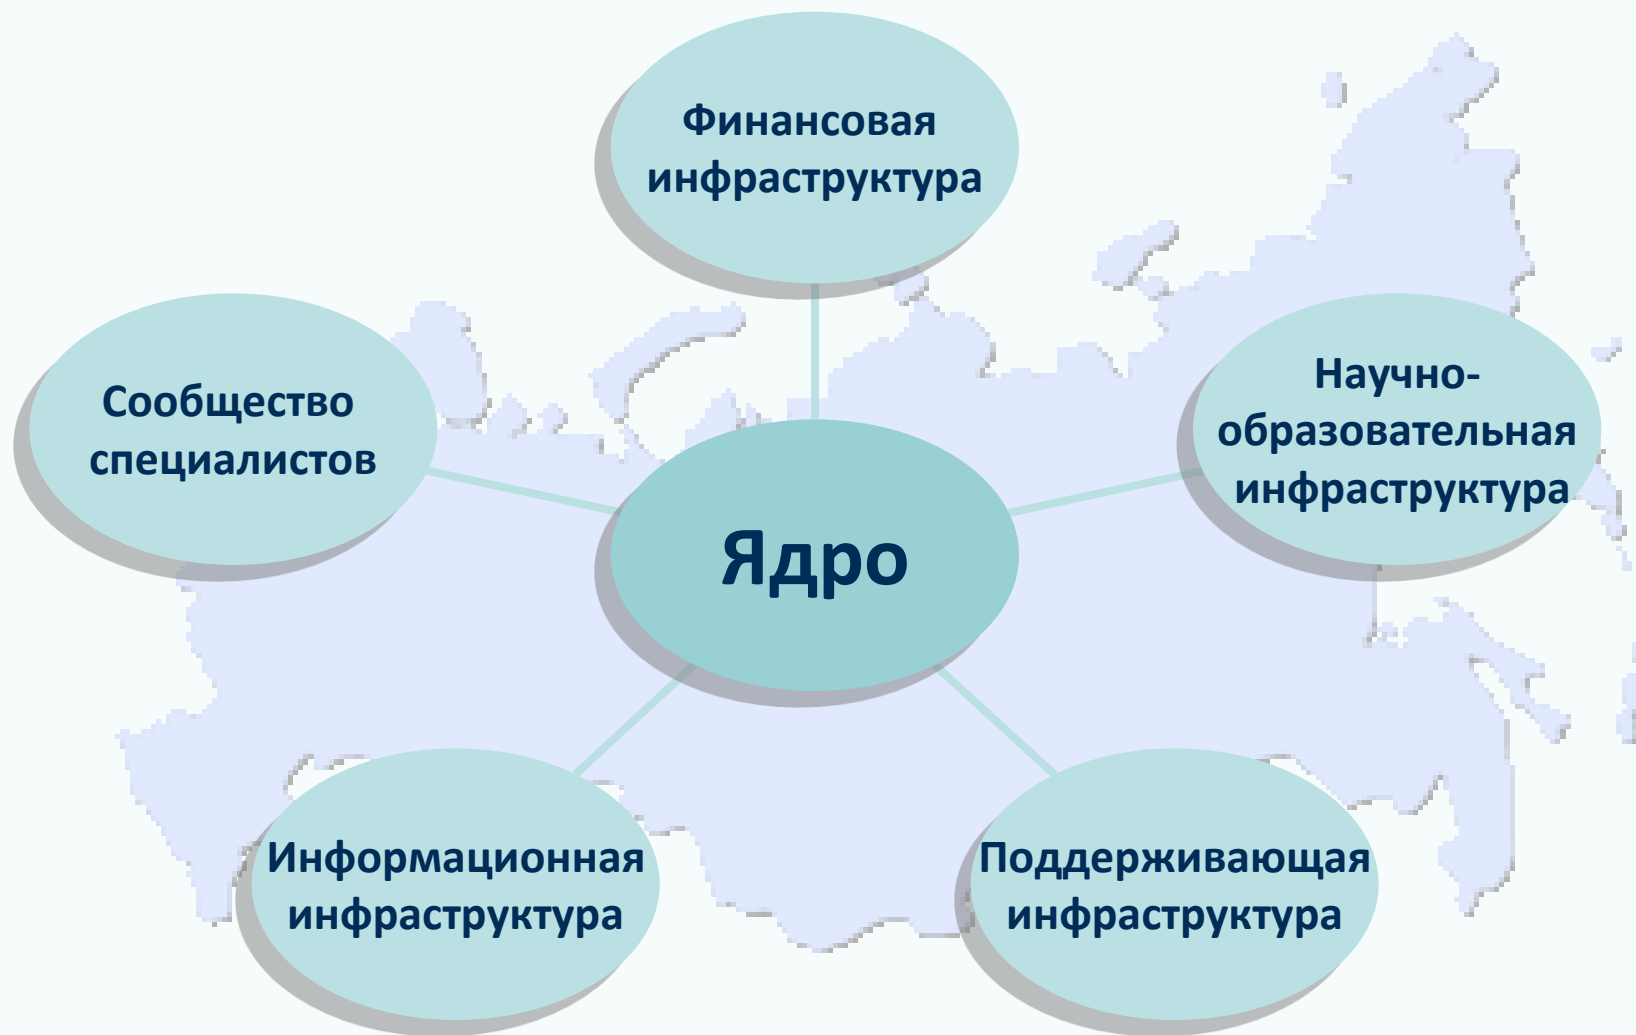 Финансовая
инфраструктура
Сообщество
специалистов
Научно-
образовательная
инфраструктура
Ядро
Информационная
инфраструктура
Поддерживающая
инфраструктура